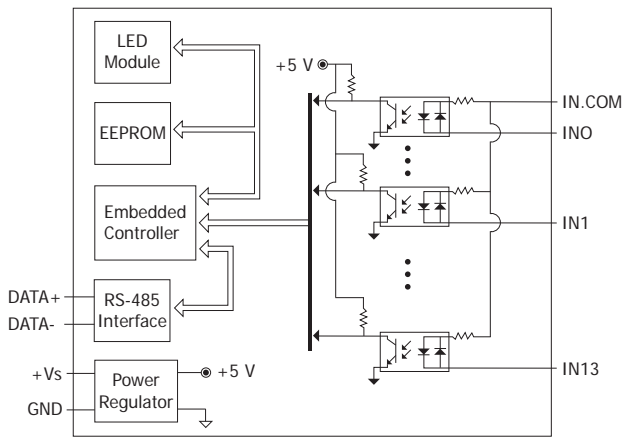 LED
Module
EEPROM
Embedded
Controller
RS-485
Interface
DATA+
DATA-
Power
Regulator
+Vs
GND
+5 V
+5 V
IN.COM
INO
IN1
IN13